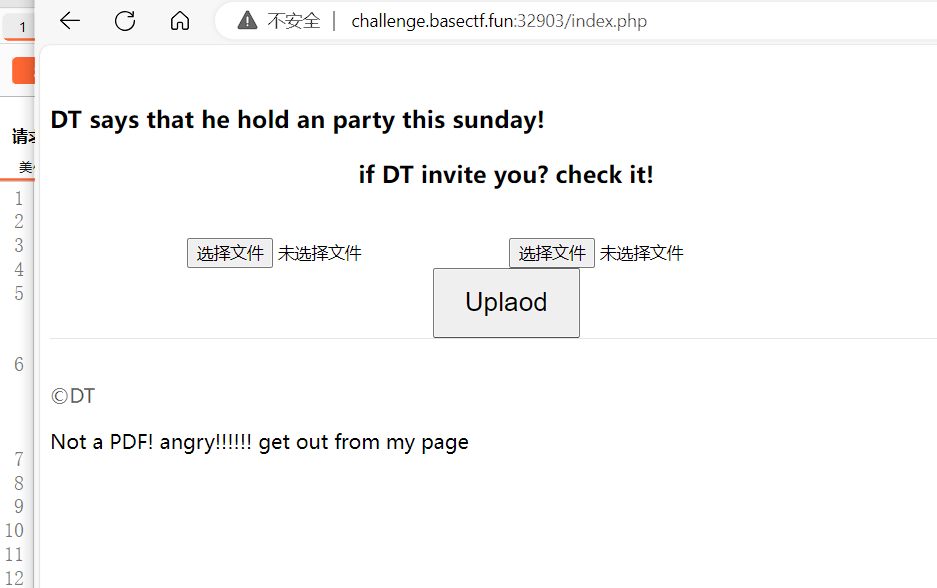 1
不安全 | challenge.basectf.fun:32903/index.php
DT says that he hold an party this sunday!
请求
if DT invite you? check it!
美
1
2
选择文件 未选择文件 选择文件 未选择文件
3
4
Uplaod
5
6
©DT
Not a PDF! angry!!!!!! get out from my page
7
8
9
10
11
12